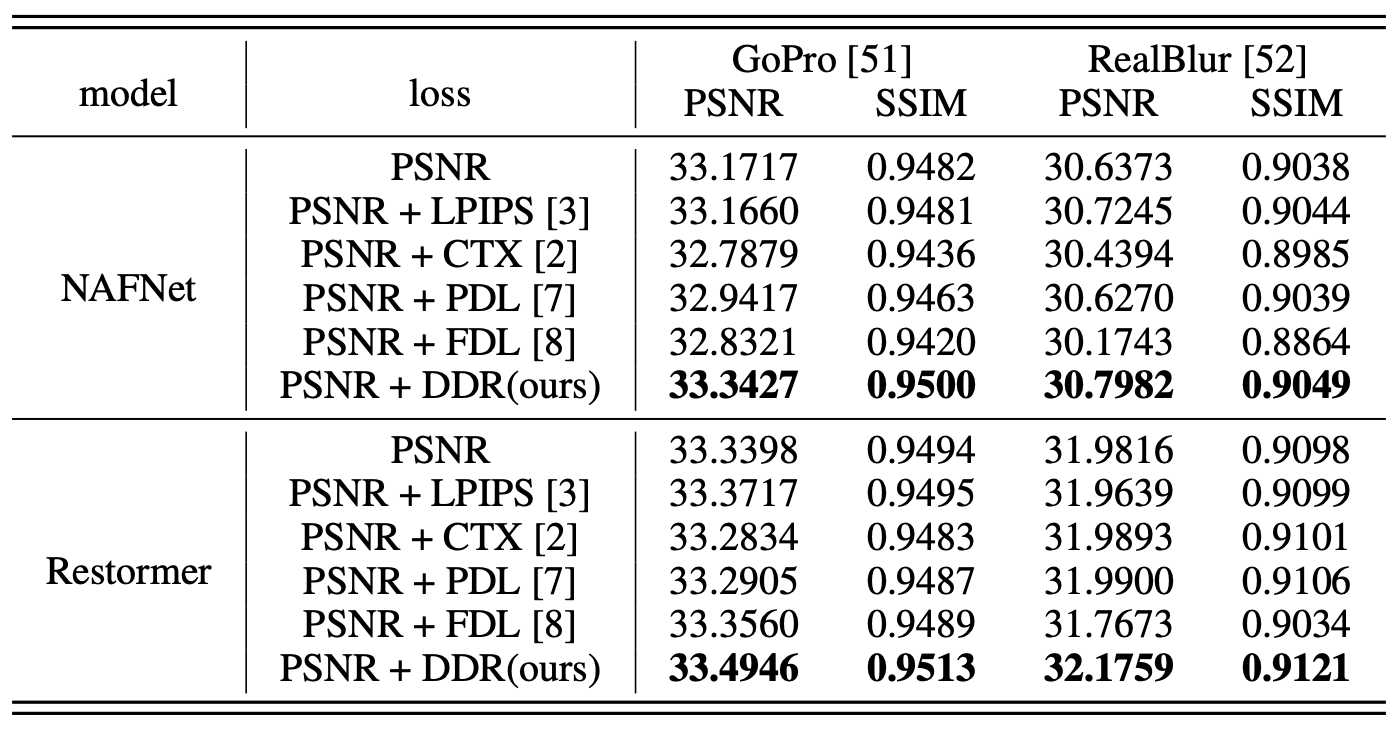 model loss GoPro [51] RealBlur [52]
PSNR SSIM PSNR SSIM
NAFNet
PSNR 33.1717 0.9482 30.6373 0.9038
PSNR + LPIPS [3] 33.1660 0.9481 30.7245 0.9044
PSNR + CTX [2] 32.7879 0.9436 30.4394 0.8985
PSNR + PDL [7] 32.9417 0.9463 30.6270 0.9039
PSNR + FDL [8] 32.8321 0.9420 30.1743 0.8864
PSNR + DDR(ours) 33.3427 0.9500 30.7982 0.9049
Restormer
PSNR 33.3398 0.9494 31.9816 0.9098
PSNR + LPIPS [3] 33.3717 0.9495 31.9639 0.9099
PSNR + CTX [2] 33.2834 0.9483 31.9893 0.9101
PSNR + PDL [7] 33.2905 0.9487 31.9900 0.9106
PSNR + FDL [8] 33.3560 0.9489 31.7673 0.9034
PSNR + DDR(ours) 33.4946 0.9513 32.1759 0.9121